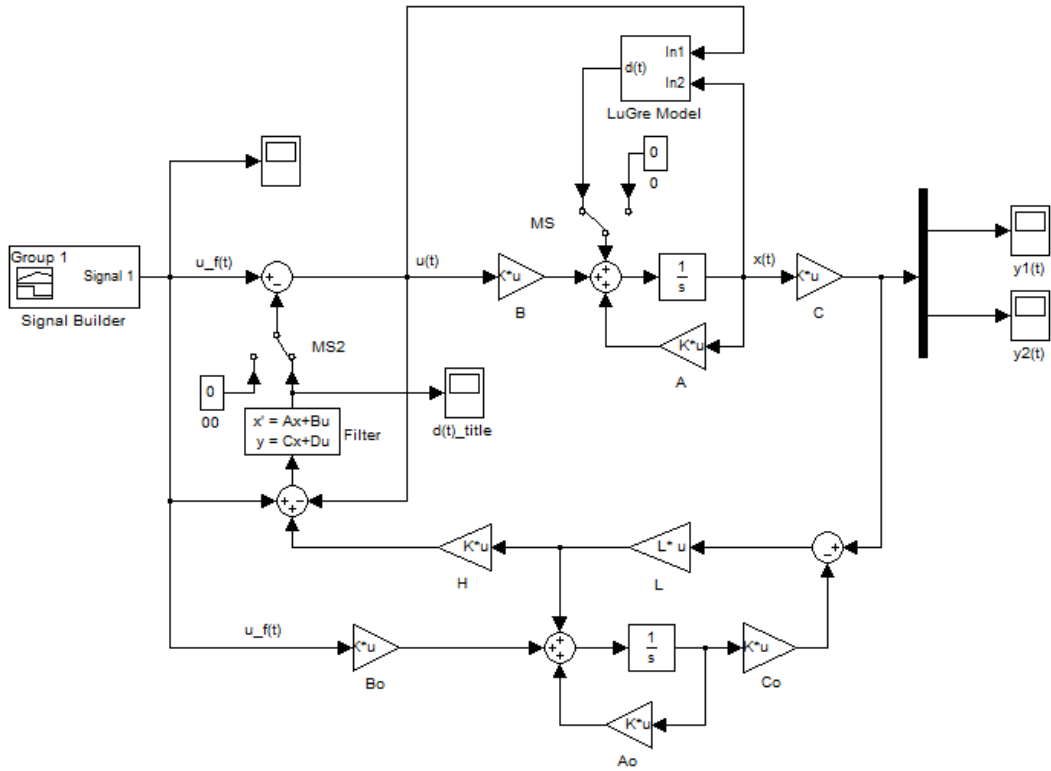 In1
d(t)
In2
LuGre Model
0
0
MS
Group 1
Signal 1
Signal Builder
u_f(t)
+
−
u(t)
K*u
B
+
+
+
1
s
x(t)
K*u
C
y1(t)
y2(t)
K*u
A
MS2
0
00
x' = Ax+Bu
y = Cx+Du
Filter
d(t)_title
+
−
+
K*u
H
L* u
L
−
+
u_f(t)
K*u
Bo
+
+
+
1
s
K*u
Co
K*u
Ao